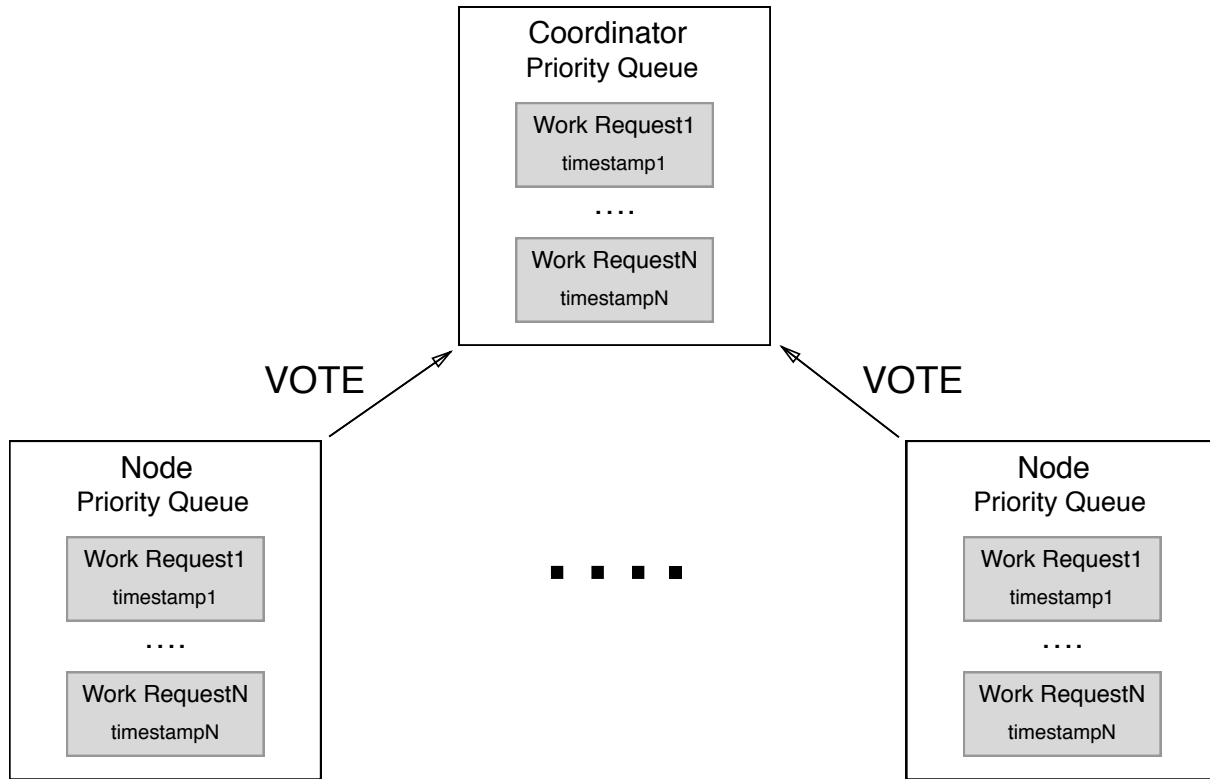 Coordinator
Priority Queue
Work Request1
timestamp1
....
Work RequestN
timestampN
VOTE
VOTE
Node
Priority Queue
Work Request1
timestamp1
....
Work RequestN
timestampN
....
Node
Priority Queue
Work Request1
timestamp1
....
Work RequestN
timestampN